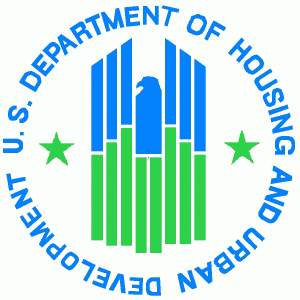 U. S. DEPARTMENT OF HOUSING AND URBAN DEVELOPMENT